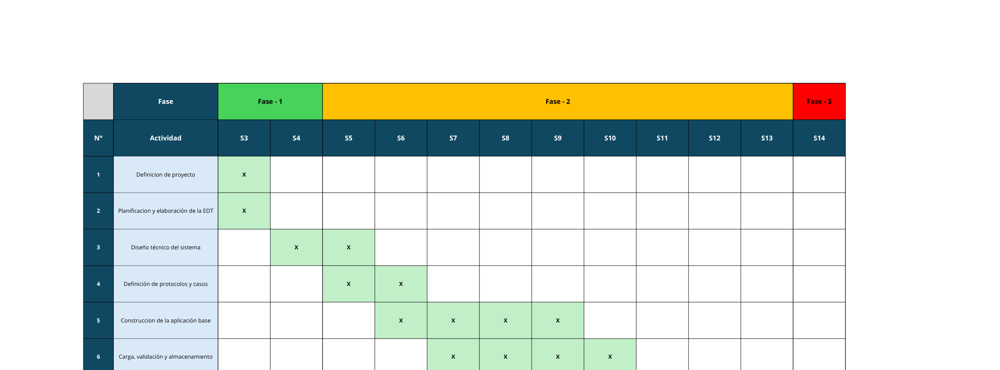 Fase Fase - 1 Fase - 2 Fase - 3
N° Actividad S3 S4 S5 S6 S7 S8 S9 S10 S11 S12 S13 S14
1 Definicion de proyecto X
2 Planificacion y elaboración de la EDT X
3 Diseño técnico del sistema X X
4 Definición de protocolos y casos X X
5 Construccion de la aplicación base X X X X
6 Carga, validación y almacenamiento X X X X